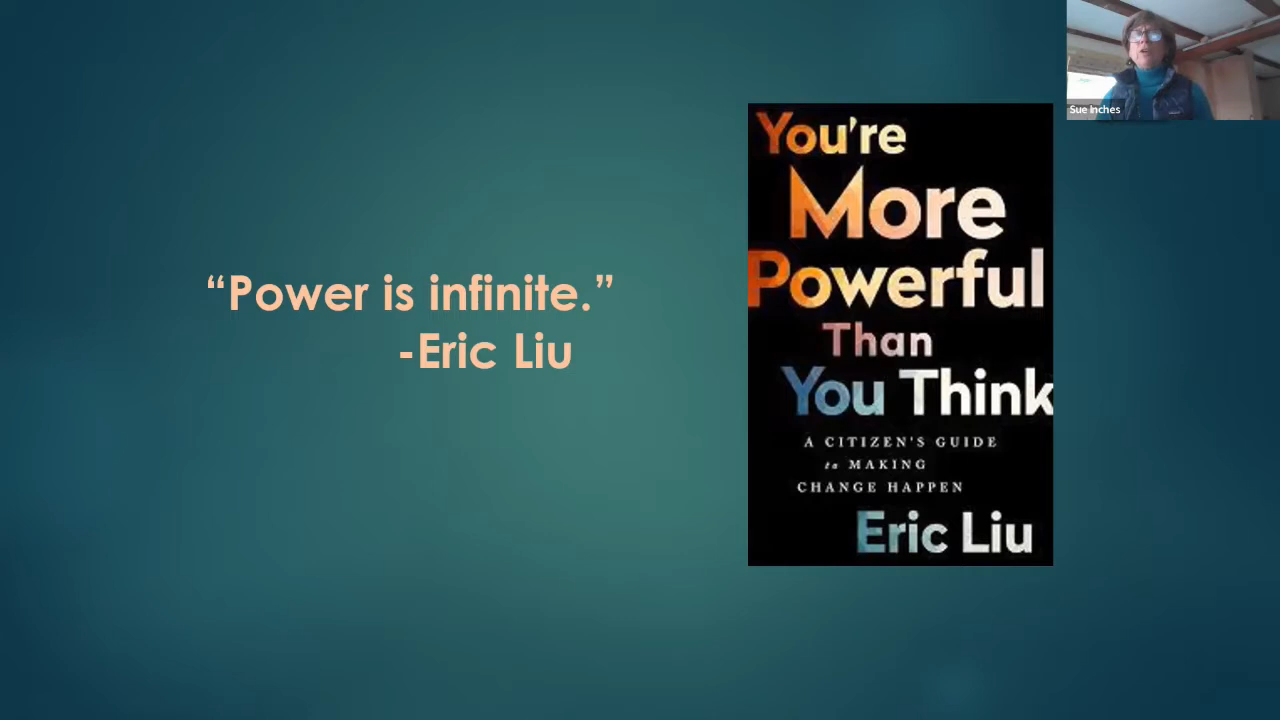 “Power is infinite.”
-Eric Liu
You're
More
Powerful
Than
You Think
A CITIZEN'S GUIDE
to MAKING
CHANGE HAPPEN
Eric Liu
Sue Inches